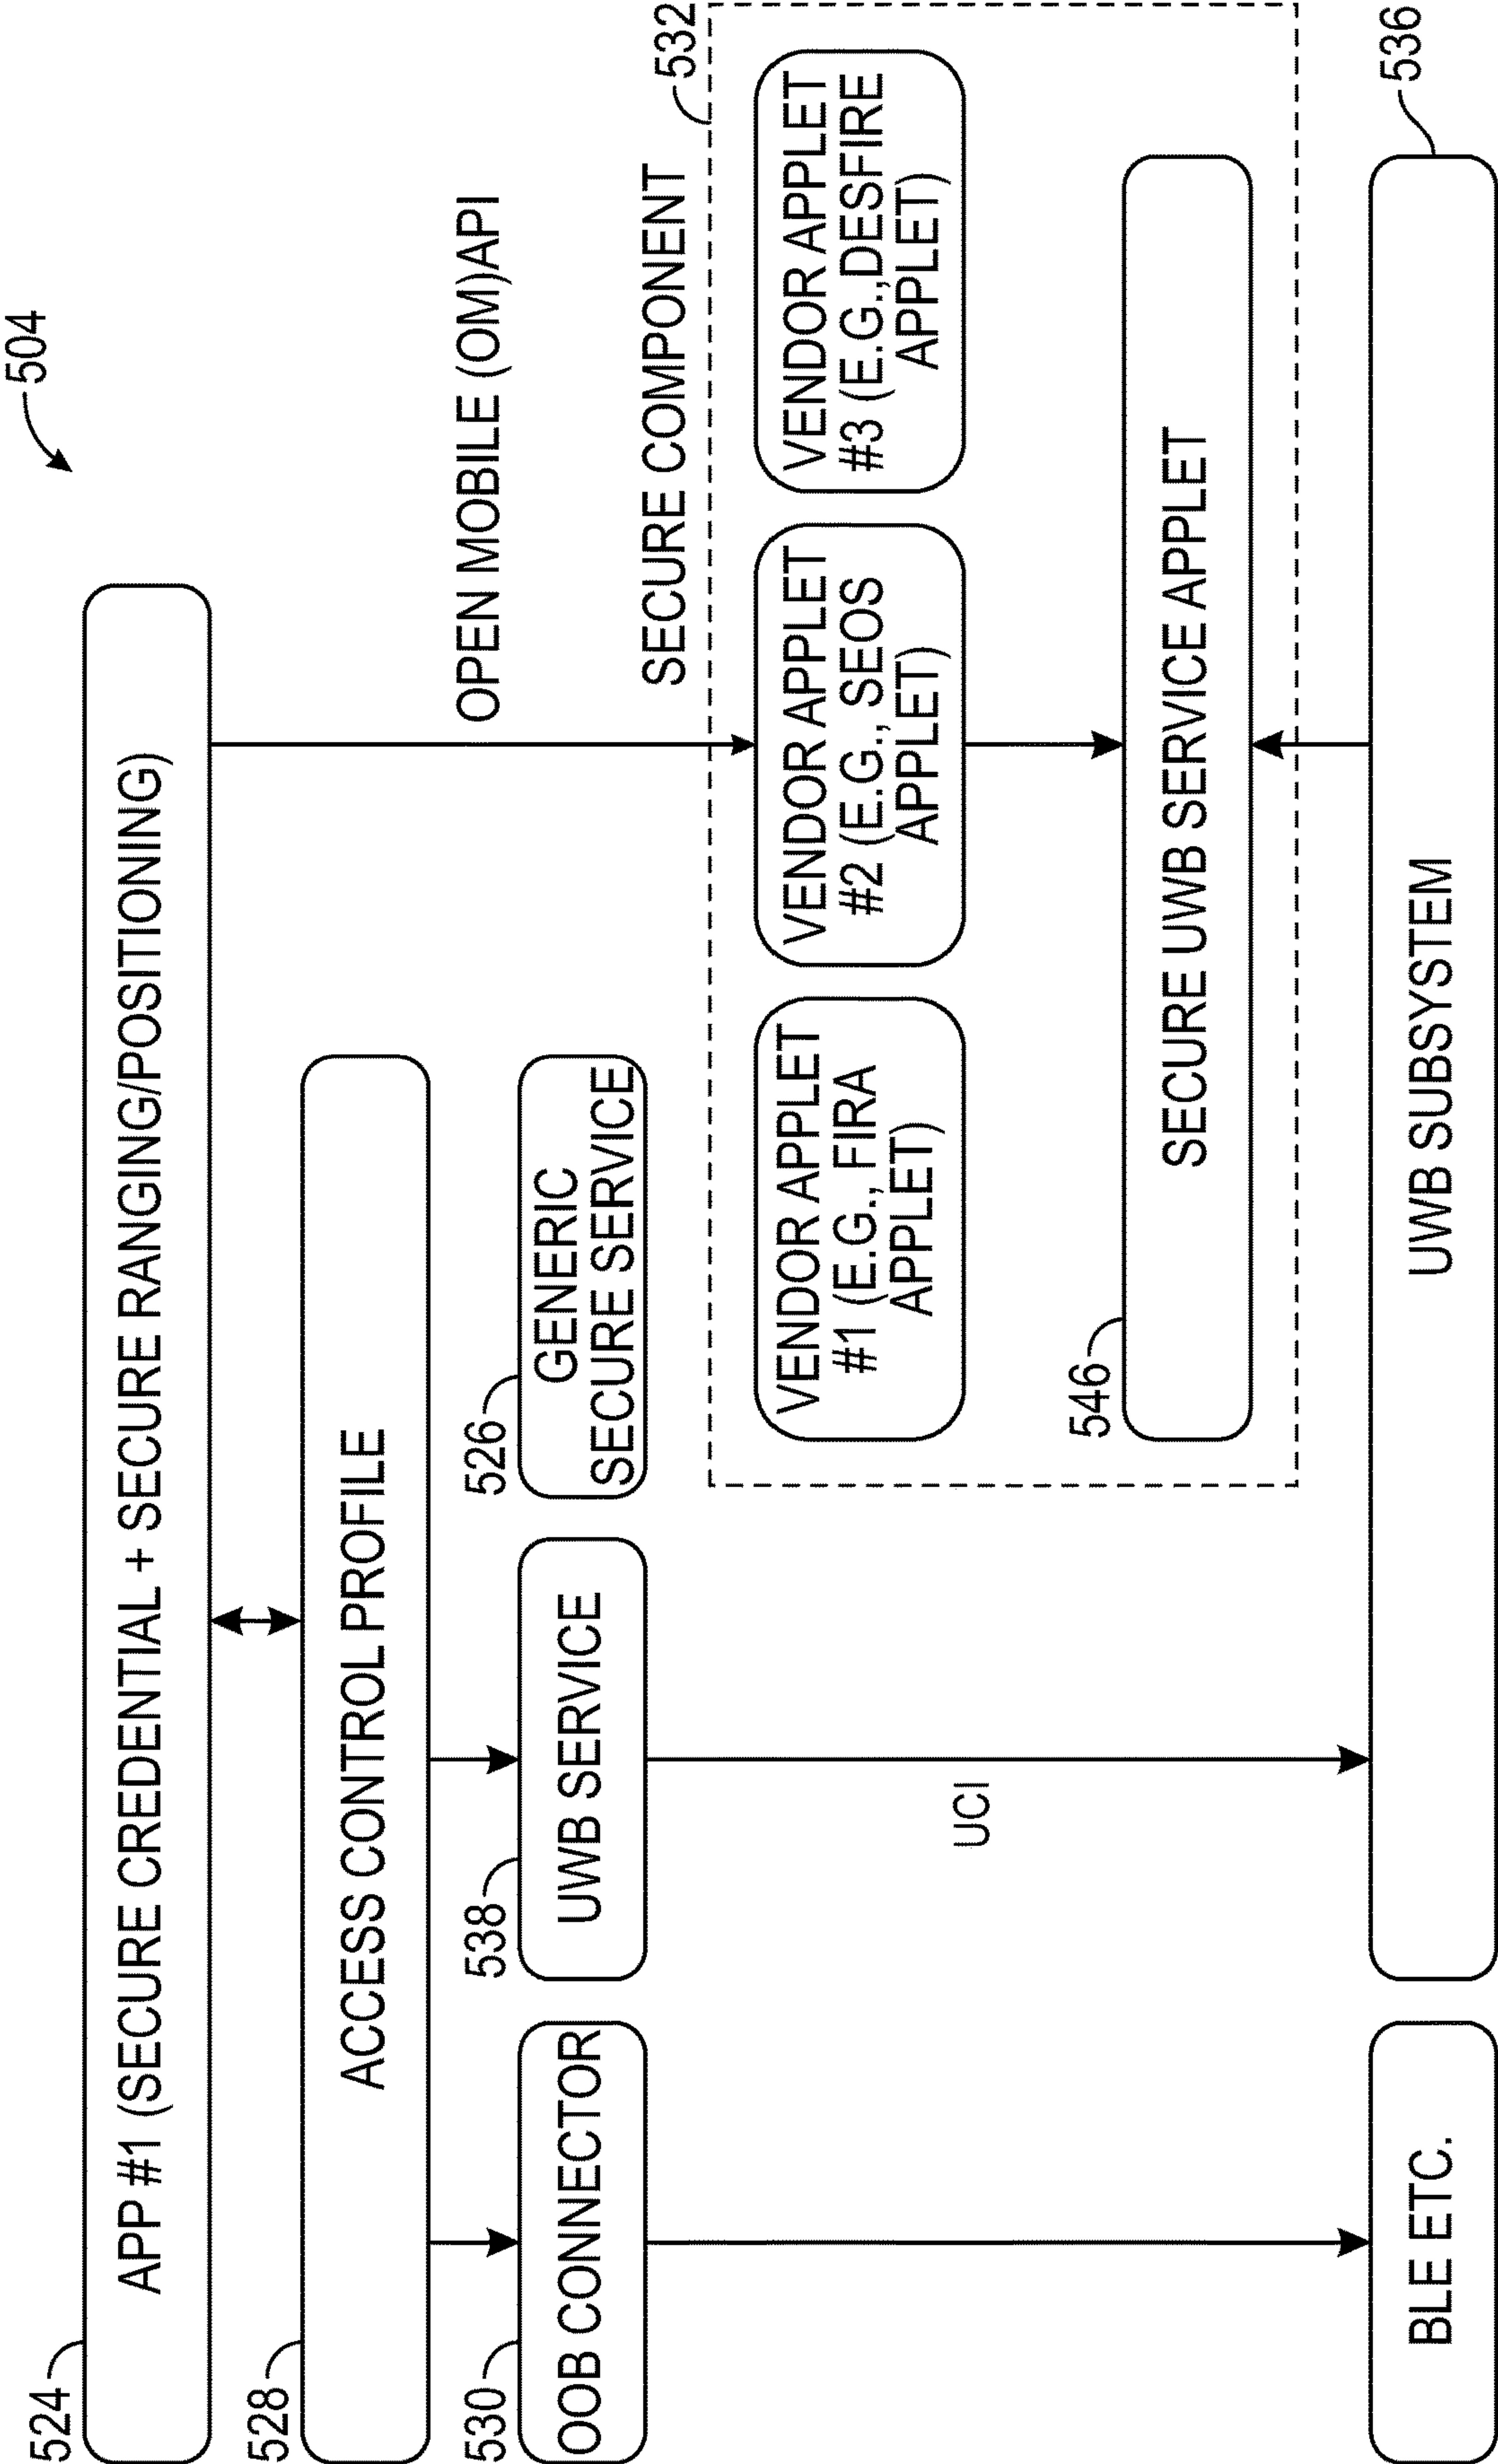 504
524
APP #1 (SECURE CREDENTIAL + SECURE RANGING/POSITIONING)
528
ACCESS CONTROL PROFILE
OPEN MOBILE (OM)API
530
OOB CONNECTOR
538
UWB SERVICE
526
GENERIC
SECURE SERVICE
SECURE COMPONENT
532
VENDOR APPLET
#1 (E.G., FIRA
APPLET)
VENDOR APPLET
#2 (E.G., SEOS
APPLET)
VENDOR APPLET
#3 (E.G.,DESFIRE
APPLET)
UCI
546
SECURE UWB SERVICE APPLET
BLE ETC.
UWB SUBSYSTEM
536